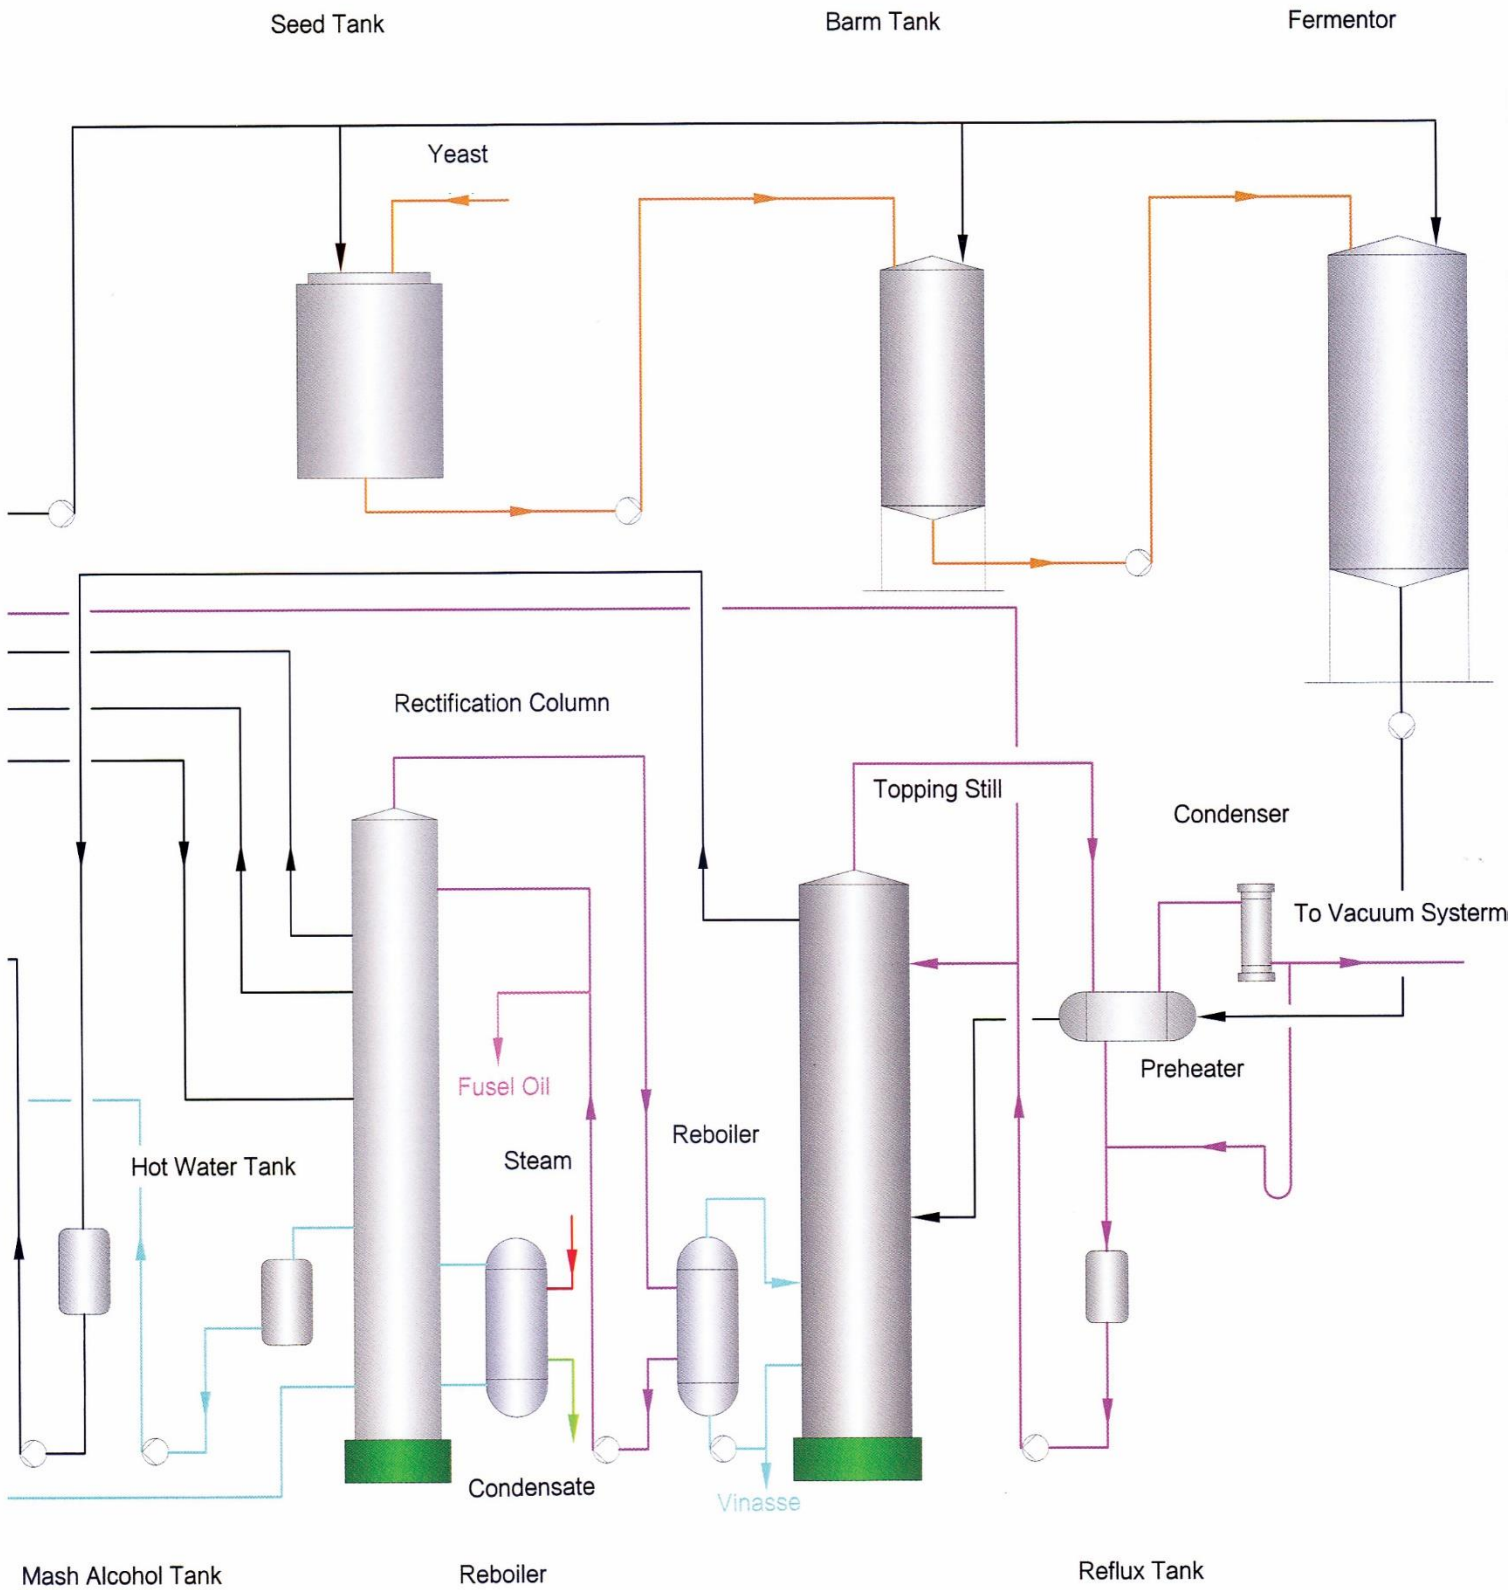 Seed Tank
Barm Tank
Fermentor
Yeast
Rectification Column
Topping Still
Condenser
To Vacuum Systerm
Fusel Oil
Preheater
Reboiler
Steam
Hot Water Tank
Condensate
Vinasse
Mash Alcohol Tank
Reboiler
Reflux Tank